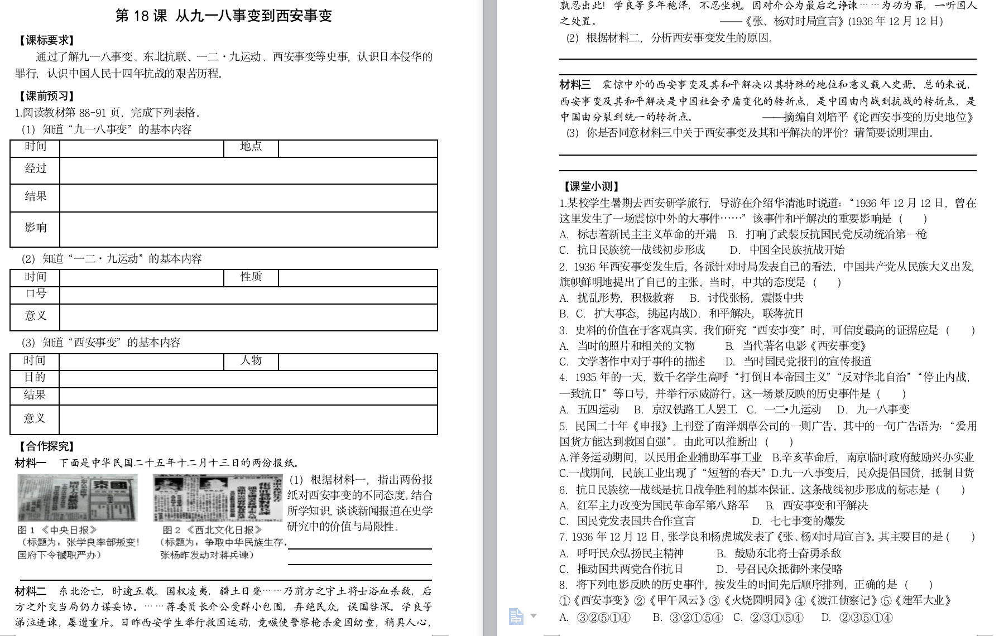 第 18 课 从九一八事变到西安事变
【课标要求】
通过了解九一八事变、东北抗联、一二·九运动、西安事变等史事，认识日本侵华的
罪行，认识中国人民十四年抗战的艰苦历程。
【课前预习】
1.阅读教材第 88-91 页，完成下列表格。
（1）知道“九一八事变”的基本内容
时间 地点
经过
结果
影响
（2）知道“一二·九运动”的基本内容
时间 性质
口号
意义
（3）知道“西安事变”的基本内容
时间 人物
目的
结果
意义
【合作探究】
材料一 下面是中华民国二十五年十二月十三日的两份报纸。
图 1 《中央日报》
（标题为：张学良率部叛变！
国府下令褫职严办）
图 2 《西北文化日报》
（标题为：争取中华民族生存，
张杨昨发动对蒋兵谏）
（1）根据材料一，指出两份报
纸对西安事变的不同态度。结合
所学知识，谈谈新闻报道在史学
研究中的价值与局限性。
材料二 东北沦亡，时逾五载。国权凌夷，疆土日蹙……乃前方之守土将士浴血杀敌，后
方之外交当局仍力谋妥协。……蒋委员长介公受群小包围，弃绝民众，误国咎深。学良等
涕泣进谏，屡遭重斥。日昨西安学生举行救国运动，竟嗾使警察枪杀爱国幼童，稍具人心，
孰忍出此！学良等多年袍泽，不忍坐视，因对介公为最后之诤谏……为功为罪，一听国人
之处置。 ——《张、杨对时局宣言》(1936 年 12 月 12 日)
（2）根据材料二，分析西安事变发生的原因。
材料三 震惊中外的西安事变及其和平解决以其特殊的地位和意义载入史册。总的来说，
西安事变及其和平解决是中国社会矛盾变化的转折点，是中国由内战到抗战的转折点，是
中国由分裂到统一的转折点。 ——摘编自刘培平《论西安事变的历史地位》
（3）你是否同意材料三中关于西安事变及其和平解决的评价？请简要说明理由。
【课堂小测】
1.某校学生暑期去西安研学旅行，导游在介绍华清池时说道：“1936 年 12 月 12 日，曾在
这里发生了一场震惊中外的大事件……”该事件和平解决的重要影响是（ ）
A．标志着新民主主义革命的开端 B．打响了武装反抗国民党反动统治第一枪
C．抗日民族统一战线初步形成 D．中国全民族抗战开始
2．1936 年西安事变发生后，各派针对时局发表自己的看法，中国共产党从民族大义出发，
旗帜鲜明地提出了自己的主张。当时，中共的态度是（ ）
A．扰乱形势，积极救蒋 B．讨伐张杨，震慑中共
B．C．扩大事态，挑起内战D．和平解决，联蒋抗日
3．史料的价值在于客观真实。我们研究“西安事变”时，可信度最高的证据应是（ ）
A．当时的照片和相关的文物 B．当代著名电影《西安事变》
C．文学著作中对于事件的描述 D．当时国民党报刊的宣传报道
4．1935 年的一天，数千名学生高呼“打倒日本帝国主义”“反对华北自治”“停止内战，
一致抗日”等口号，并举行示威游行。这一场景反映的历史事件是（ ）
A．五四运动 B．京汉铁路工人罢工 C．一二•九运动 D．九一八事变
5．民国二十年《申报》上刊登了南洋烟草公司的一则广告。其中的一句广告语为：“爱用
国货方能达到救国自强”。由此可以推断出（ ）
A.洋务运动期间，以民用企业辅助军事工业 B.辛亥革命后，南京临时政府鼓励兴办实业
C.一战期间，民族工业出现了“短暂的春天”D.九一八事变后，民众提倡国货，抵制日货
6．抗日民族统一战线是抗日战争胜利的基本保证。这条战线初步形成的标志是（ ）
A．红军主力改变为国民革命军第八路军 B．西安事变和平解决
C．国民党发表国共合作宣言 D．七七事变的爆发
7. 1936 年 12 月 12 日，张学良和杨虎城发表了《张、杨对时局宣言》。其主要目的是（ ）
A．呼吁民众弘扬民主精神 B．鼓励东北将士奋勇杀敌
C．推动国共两党合作抗日 D．号召民众抵御外来侵略
8．将下列电影反映的历史事件，按发生的时间先后顺序排列，正确的是（ ）
①《西安事变》②《甲午风云》③《火烧圆明园》④《渡江侦察记》⑤《建军大业》
A．③②⑤①④ B．③②①⑤④ C．②③①⑤④ D．②③⑤①④